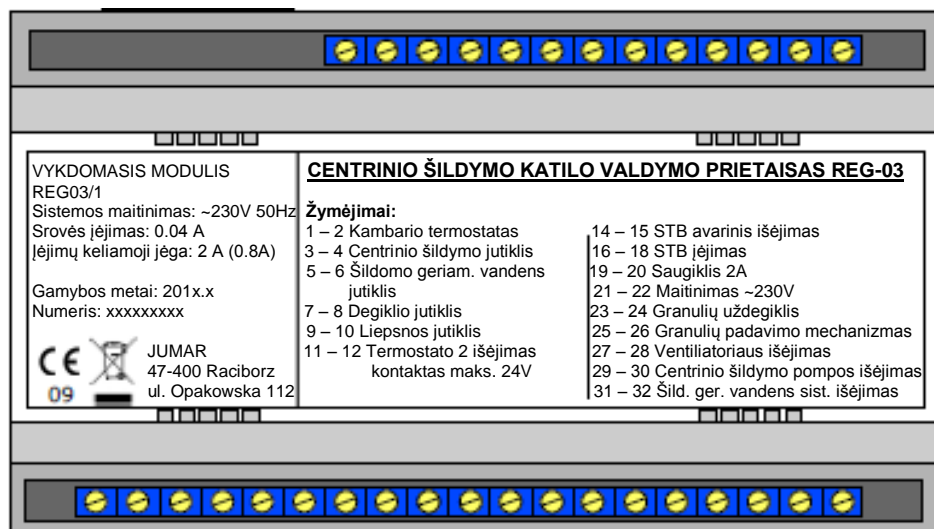 VYKDOMASIS MODULIS
REG03/1
Sistemos maitinimas: ~230V 50Hz
Srovės įėjimas: 0.04 A
Įėjimų keliamoji jėga: 2 A (0.8A)
Gamybos metai: 201x.x
Numeris: xxxxxxxxx
CE
09
JUMAR
47-400 Raciborz
ul. Opakowska 112
CENTRINIO ŠILDYMO KATILO VALDYMO PRIETAISAS REG-03
Žymėjimai:
1 – 2 Kambario termostatas
3 – 4 Centrinio šildymo jutiklis
5 – 6 Šildomo geriam. vandens
jutiklis
7 – 8 Degiklio jutiklis
9 – 10 Liepsnos jutiklis
11 – 12 Termostato 2 išėjimas
kontaktas maks. 24V
14 – 15 STB avarinis išėjimas
16 – 18 STB įėjimas
19 – 20 Saugiklis 2A
21 – 22 Maitinimas ~230V
23 – 24 Granulių uždegiklis
25 – 26 Granulių padavimo mechanizmas
27 – 28 Ventiliatoriaus išėjimas
29 – 30 Centrinio šildymo pompos išėjimas
31 – 32 Šild. ger. vandens sist. išėjimas